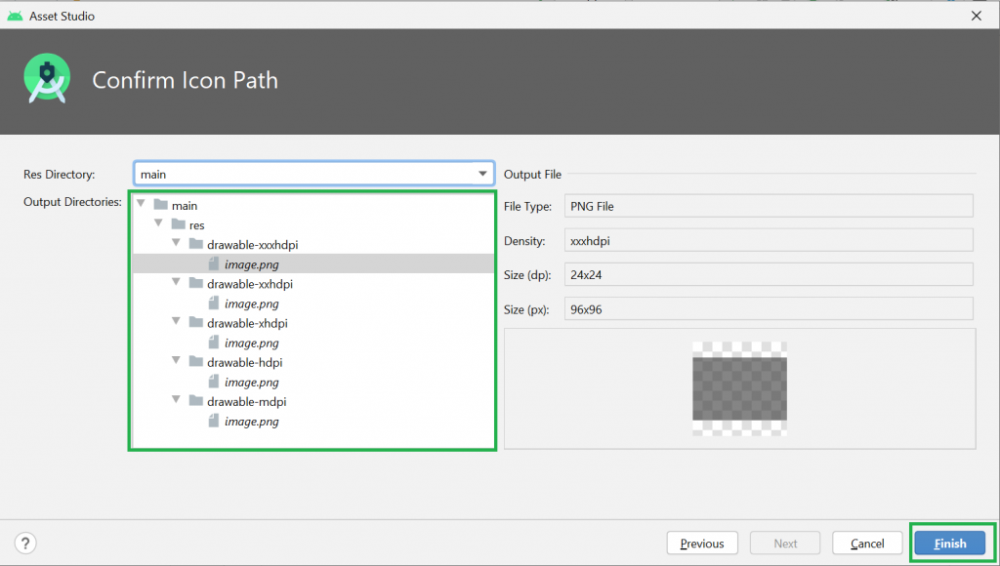 Asset Studio
Confirm Icon Path
Res Directory:
main
Output Directories:
main
res
drawable-xxxhdpi
image.png
drawable-xxhdpi
image.png
drawable-xhdpi
image.png
drawable-hdpi
image.png
drawable-mdpi
image.png
Output File
File Type:
PNG File
Density:
xxxhdpi
Size (dp):
24x24
Size (px):
96x96
?
Previous
Next
Cancel
Finish